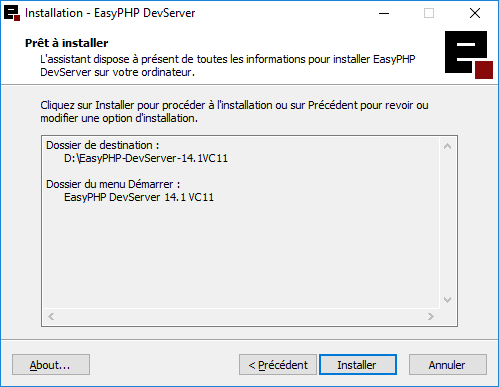 Installation - EasyPHP DevServer
Prêt à installer
L'assistant dispose à présent de toutes les informations pour installer EasyPHP
DevServer sur votre ordinateur.
Cliquez sur Installer pour procéder à l'installation ou sur Précédent pour revoir ou
modifier une option d'installation.
Dossier de destination :
D:\EasyPHP-DevServer-14.1VC11
Dossier du menu Démarrer :
EasyPHP DevServer 14.1 VC11
About...
< Précédent
Installer
Annuler